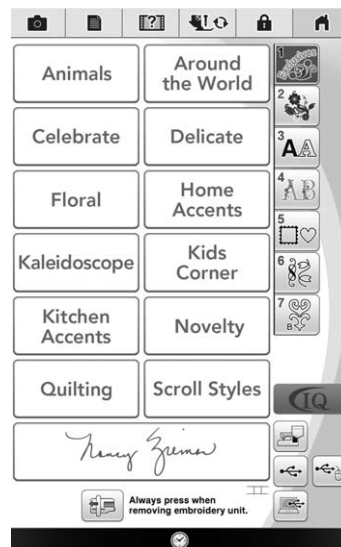 Animals
Around
the World
1
Exclusives
2
Celebrate
Delicate
3 AA
Floral
Home
Accents
4 AB
5
Kaleidoscope
Kids
Corner
6
Kitchen
Accents
Novelty
7
B
Quilting
Scroll Styles
IQ
Nancy Zieman
Always press when
removing embroidery unit.